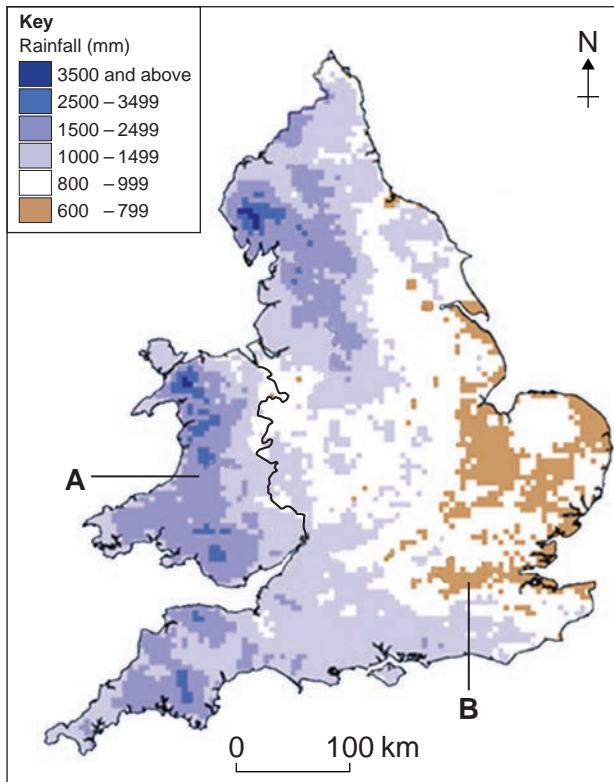 Key
Rainfall (mm)
3500 and above
2500 – 3499
1500 – 2499
1000 – 1499
800 – 999
600 – 799
N
A
B
0 100 km